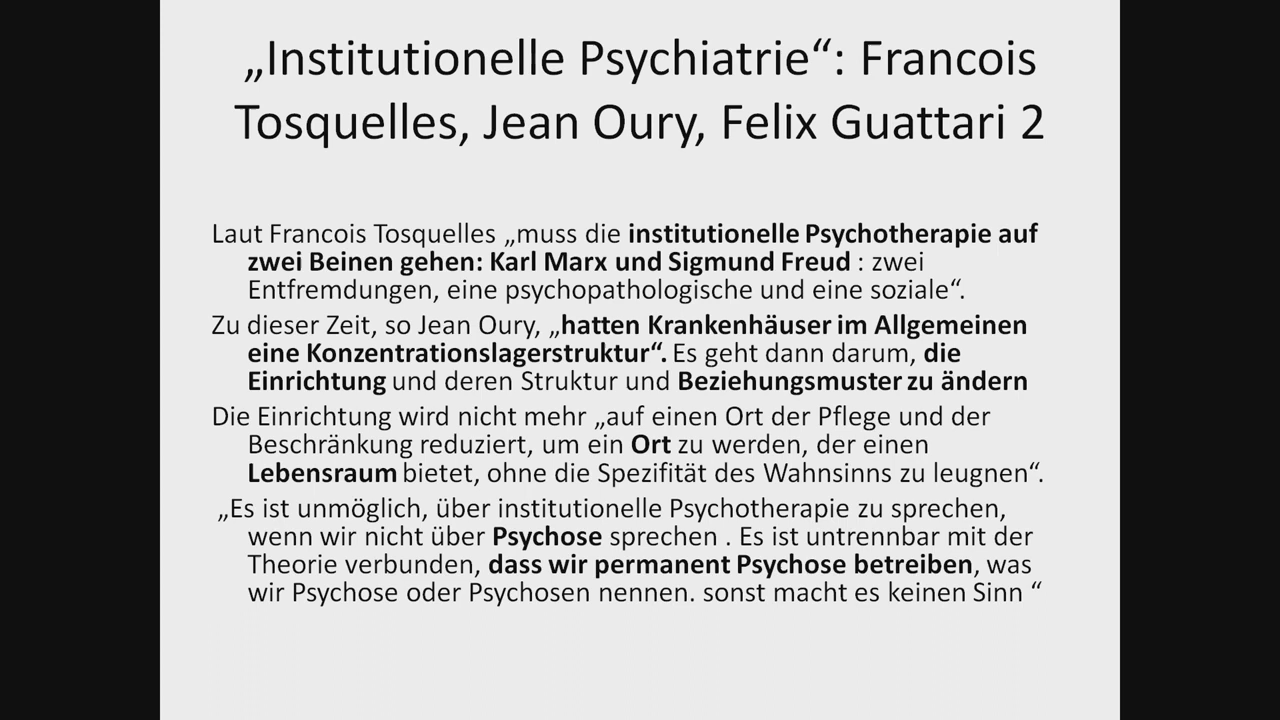 „Institutionelle Psychiatrie“: Francois
Tosquelles, Jean Oury, Felix Guattari 2
Laut Francois Tosquelles „muss die institutionelle Psychotherapie auf
zwei Beinen gehen: Karl Marx und Sigmund Freud : zwei
Entfremdungen, eine psychopathologische und eine soziale“.
Zu dieser Zeit, so Jean Oury, „hatten Krankenhäuser im Allgemeinen
eine Konzentrationslagerstruktur“. Es geht dann darum, die
Einrichtung und deren Struktur und Beziehungsmuster zu ändern
Die Einrichtung wird nicht mehr „auf einen Ort der Pflege und der
Beschränkung reduziert, um ein Ort zu werden, der einen
Lebensraum bietet, ohne die Spezifität des Wahnsinns zu leugnen“.
„Es ist unmöglich, über institutionelle Psychotherapie zu sprechen,
wenn wir nicht über Psychose sprechen . Es ist untrennbar mit der
Theorie verbunden, dass wir permanent Psychose betreiben, was
wir Psychose oder Psychosen nennen. sonst macht es keinen Sinn “